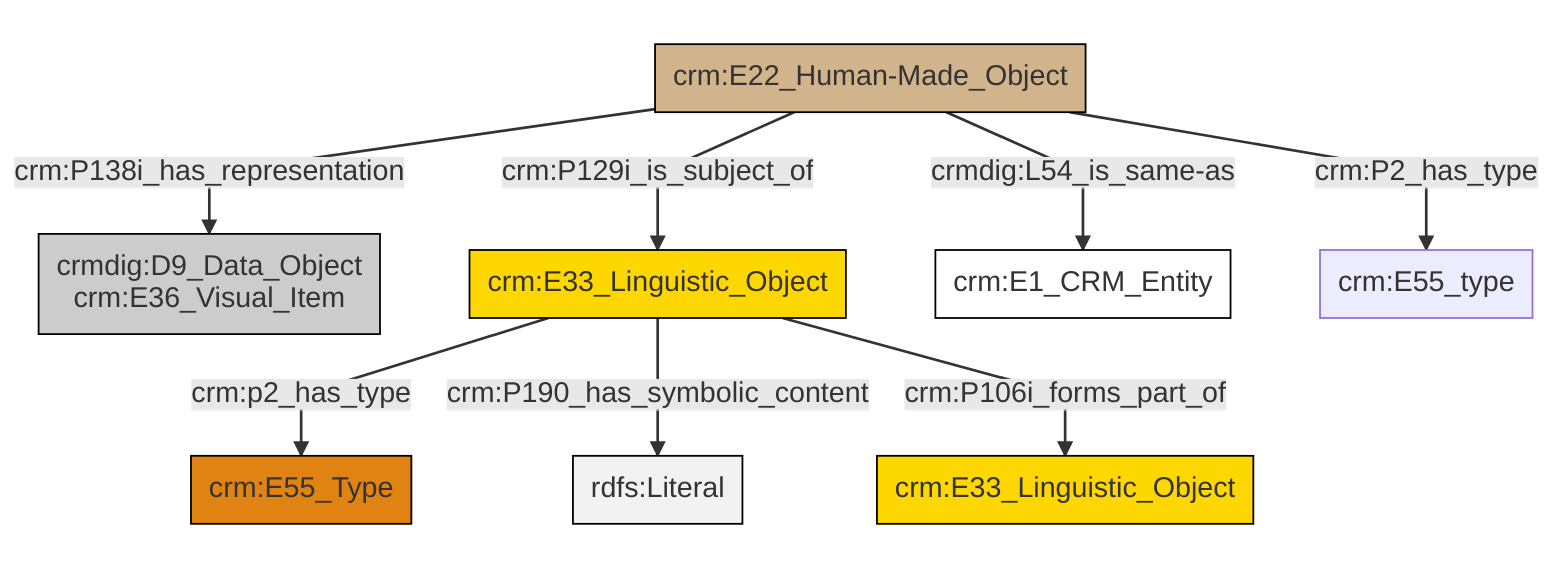 crm:E22_Human-Made_Object
crm:P138i_has_representation
crm:P129i_is_subject_of
crmdig:L54_is_same-as
crm:P2_has_type
crmdig:D9_Data_Object
crm:E36_Visual_Item
crm:E33_Linguistic_Object
crm:E1_CRM_Entity
crm:E55_type
crm:p2_has_type
crm:P190_has_symbolic_content
crm:P106i_forms_part_of
crm:E55_Type
rdfs:Literal
crm:E33_Linguistic_Object